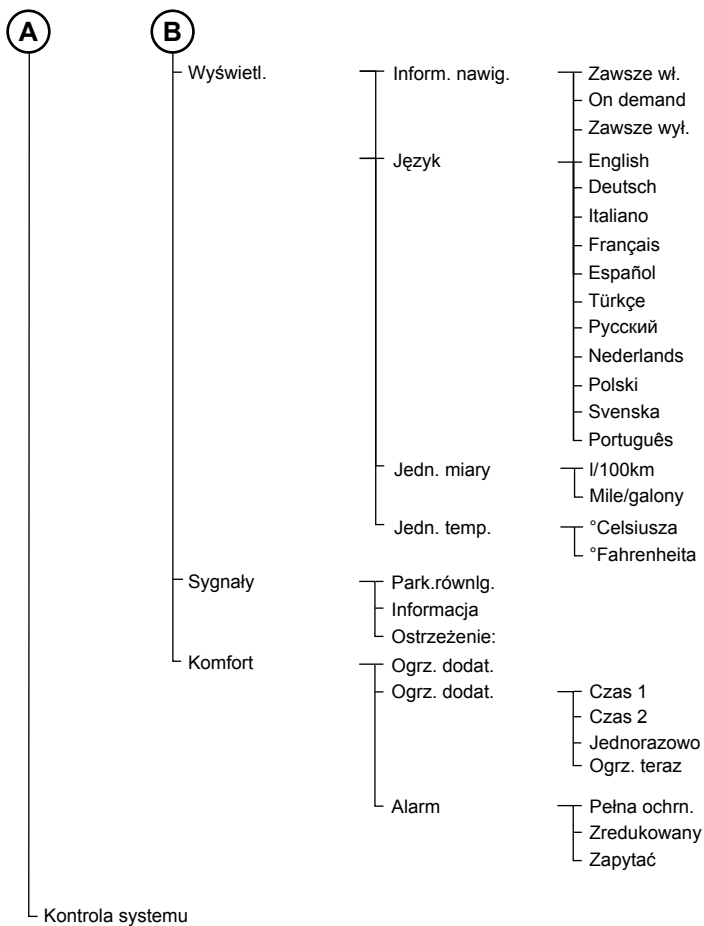 A
B
Wyświetl.
Inform. nawig.
Zawsze wł.
On demand
Zawsze wył.
Język
English
Deutsch
Italiano
Français
Español
Türkçe
Русский
Nederlands
Polski
Svenska
Português
Jedn. miary
l/100km
Mile/galony
Jedn. temp.
°Celsiusza
°Fahrenheita
Sygnały
Park.równlg.
Informacja
Ostrzeżenie:
Komfort
Ogrz. dodat.
Ogrz. dodat.
Czas 1
Czas 2
Jednorazowo
Ogrz. teraz
Alarm
Pełna ochrn.
Zredukowany
Zapytać
Kontrola systemu